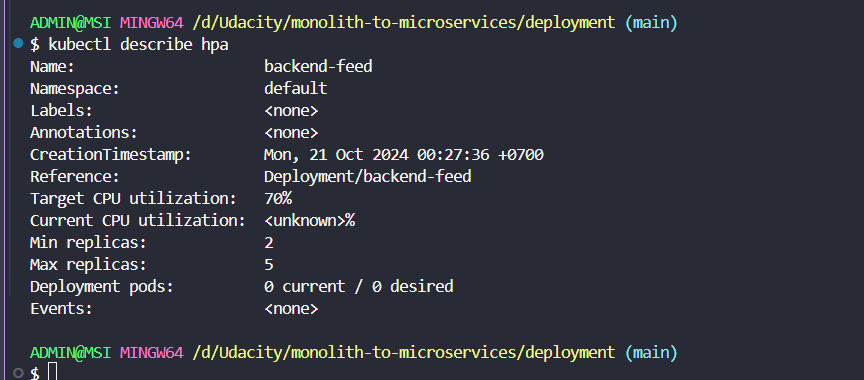 ADMIN@MSI MINGW64 /d/Udacity/monolith-to-microservices/deployment (main)
$ kubectl describe hpa
Name: backend-feed
Namespace: default
Labels: <none>
Annotations: <none>
CreationTimestamp: Mon, 21 Oct 2024 00:27:36 +0700
Reference: Deployment/backend-feed
Target CPU utilization: 70%
Current CPU utilization: <unknown>%
Min replicas: 2
Max replicas: 5
Deployment pods: 0 current / 0 desired
Events: <none>
ADMIN@MSI MINGW64 /d/Udacity/monolith-to-microservices/deployment (main)
$